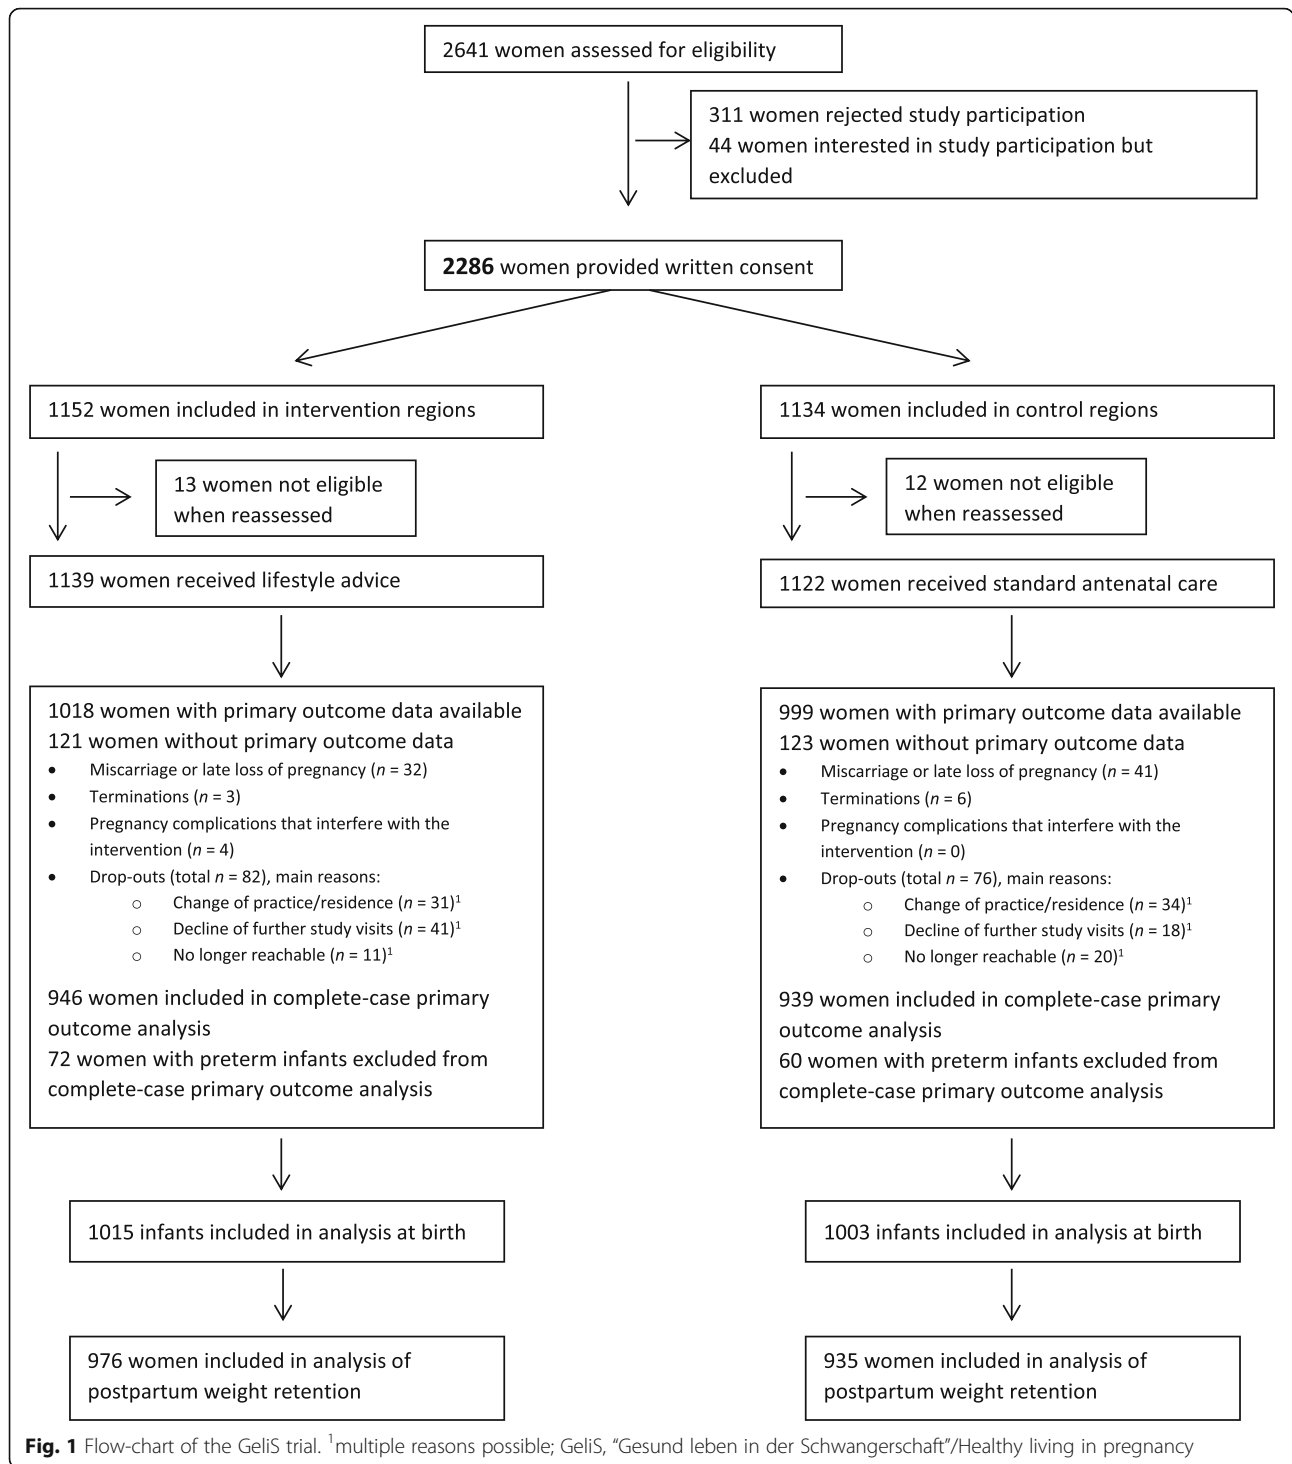 2641 women assessed for eligibility
311 women rejected study participation
44 women interested in study participation but
excluded
2286 women provided written consent
1152 women included in intervention regions
13 women not eligible
when reassessed
1139 women received lifestyle advice
1018 women with primary outcome data available
121 women without primary outcome data
• Miscarriage or late loss of pregnancy (n = 32)
• Terminations (n = 3)
• Pregnancy complications that interfere with the
intervention (n = 4)
• Drop-outs (total n = 82), main reasons:
o Change of practice/residence (n = 31)¹
o Decline of further study visits (n = 41)¹
o No longer reachable (n = 11)¹
946 women included in complete-case primary
outcome analysis
72 women with preterm infants excluded from
complete-case primary outcome analysis
1015 infants included in analysis at birth
976 women included in analysis of
postpartum weight retention
1134 women included in control regions
12 women not eligible
when reassessed
1122 women received standard antenatal care
999 women with primary outcome data available
123 women without primary outcome data
• Miscarriage or late loss of pregnancy (n = 41)
• Terminations (n = 6)
• Pregnancy complications that interfere with the
intervention (n = 0)
• Drop-outs (total n = 76), main reasons:
o Change of practice/residence (n = 34)¹
o Decline of further study visits (n = 18)¹
o No longer reachable (n = 20)¹
939 women included in complete-case primary
outcome analysis
60 women with preterm infants excluded from
complete-case primary outcome analysis
1003 infants included in analysis at birth
935 women included in analysis of
postpartum weight retention
Fig. 1 Flow-chart of the GeliS trial. ¹multiple reasons possible; GeliS, "Gesund leben in der Schwangerschaft"/Healthy living in pregnancy